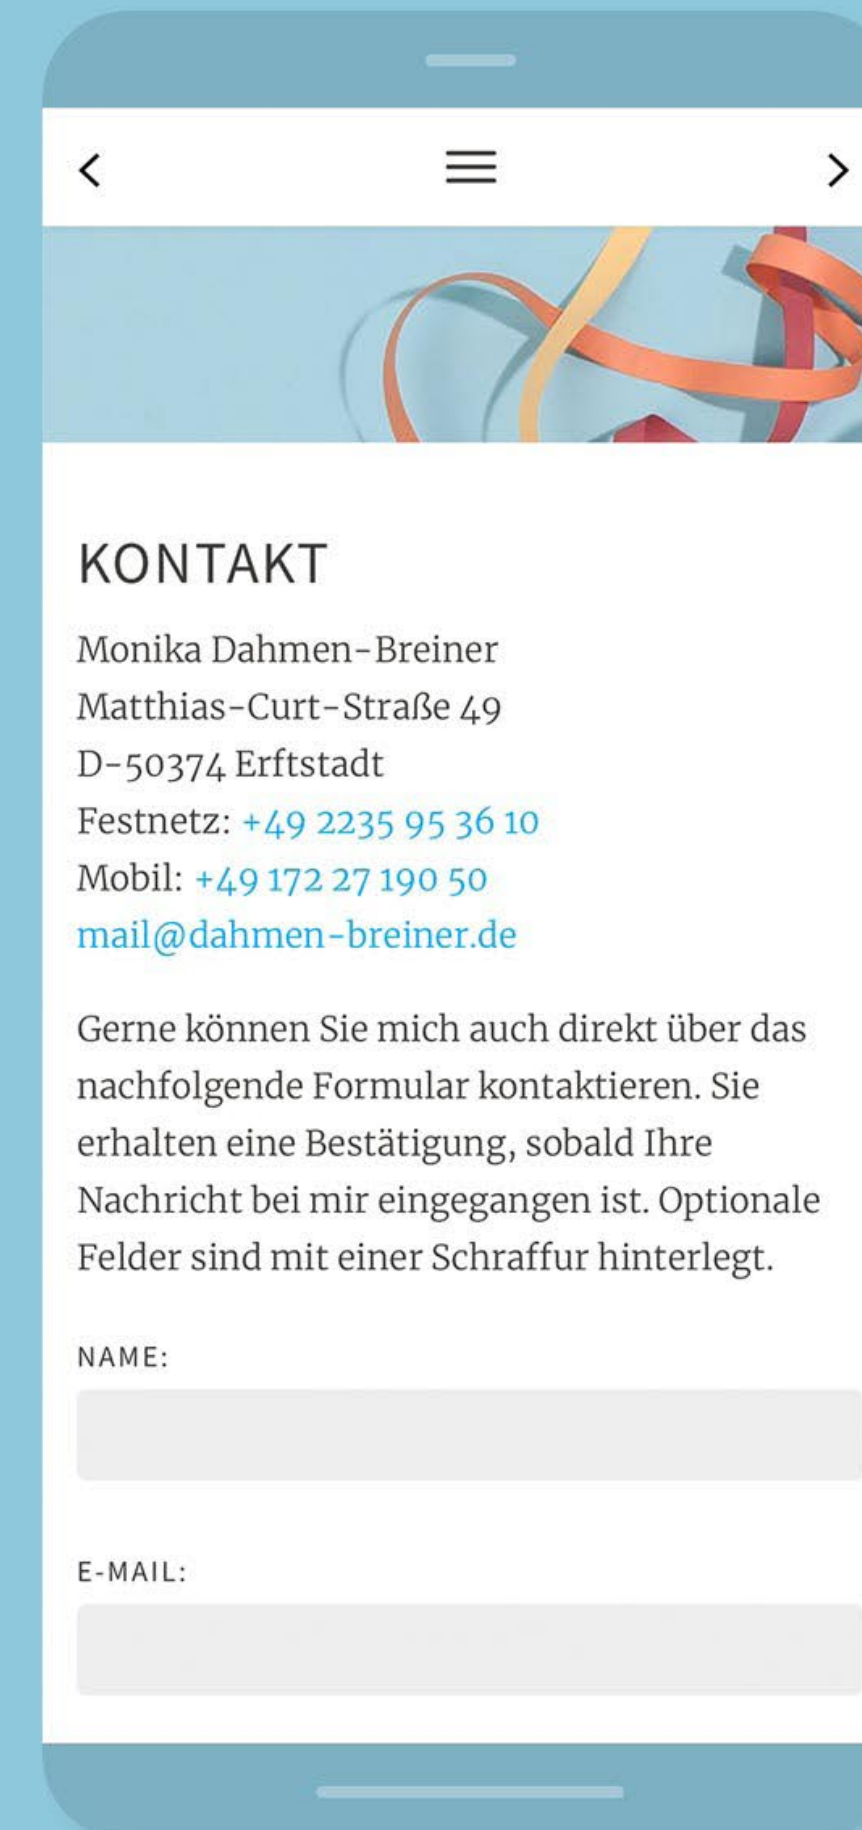 KONTAKT
Monika Dahmen-Breiner
Matthias-Curt-Straße 49
D-50374 Erftstadt
Festnetz: +49 2235 95 36 10
Mobil: +49 172 27 190 50
mail@dahmen-breiner.de
Gerne können Sie mich auch direkt über das
nachfolgende Formular kontaktieren. Sie
erhalten eine Bestätigung, sobald Ihre
Nachricht bei mir eingegangen ist. Optionale
Felder sind mit einer Schraffur hinterlegt.
NAME:
E-MAIL: